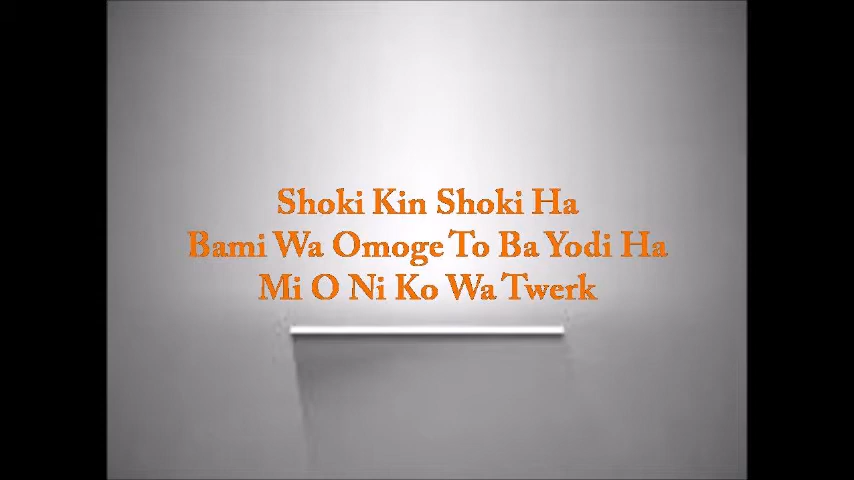 Shoki Kin Shoki Ha
Bami Wa Omoge To Ba Yodi Ha
Mi O Ni Ko Wa Twerk